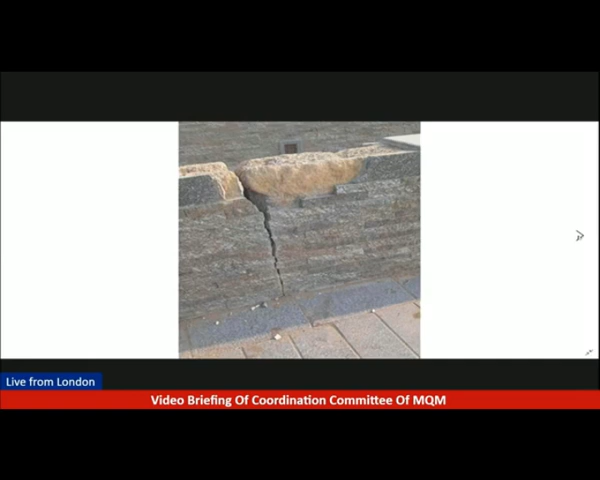 Live from London
Video Briefing Of Coordination Committee Of MQM